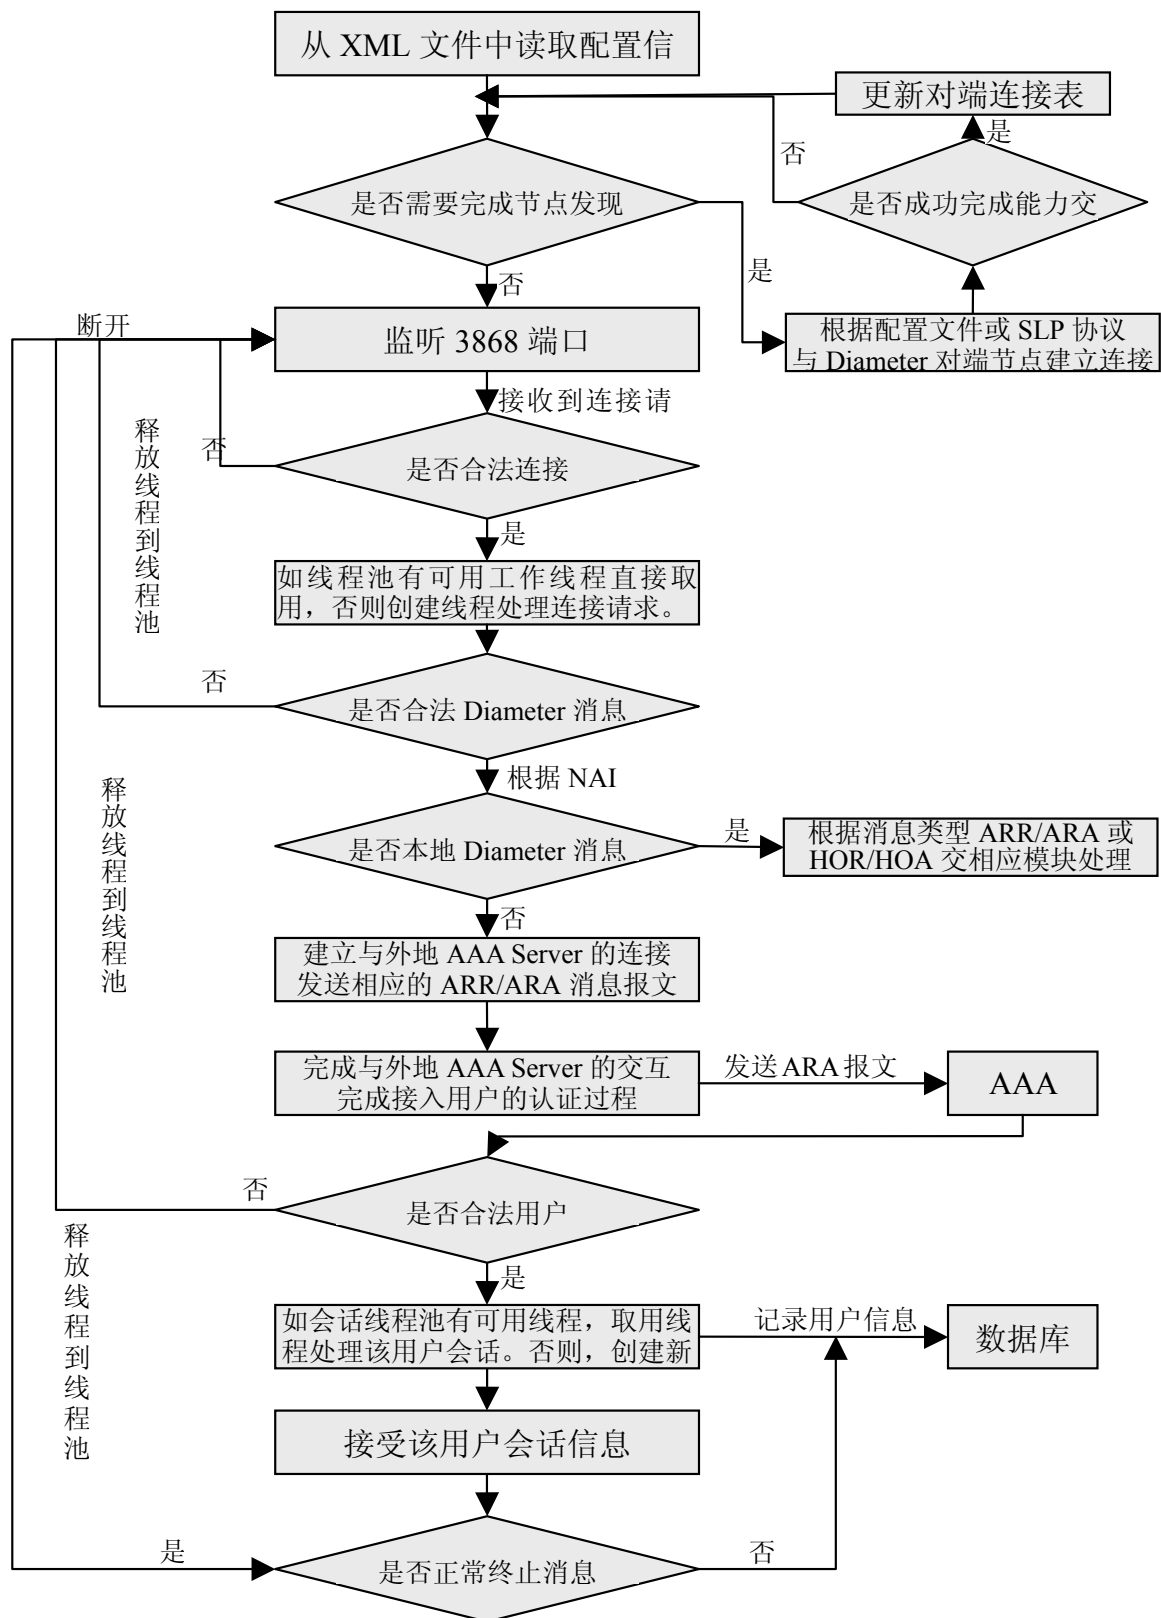 从 XML 文件中读取配置信
更新对端连接表
是
否
是否需要完成节点发现
是否成功完成能力交
是
否
断开
监听 3868 端口
根据配置文件或 SLP 协议
与 Diameter 对端节点建立连接
接收到连接请
释放线程到线程池
否
是否合法连接
是
如线程池有可用工作线程直接取
用，否则创建线程处理连接请求。
否
是否合法 Diameter 消息
根据 NAI
释放线程到线程池
是否本地 Diameter 消息
是
根据消息类型 ARR/ARA 或
HOR/HOA 交相应模块处理
否
建立与外地 AAA Server 的连接
发送相应的 ARR/ARA 消息报文
完成与外地 AAA Server 的交互
完成接入用户的认证过程
发送 ARA 报文
AAA
否
是否合法用户
释放线程到线程池
是
如会话线程池有可用线程，取用线
程处理该用户会话。否则，创建新
记录用户信息
数据库
接受该用户会话信息
是
是否正常终止消息
否